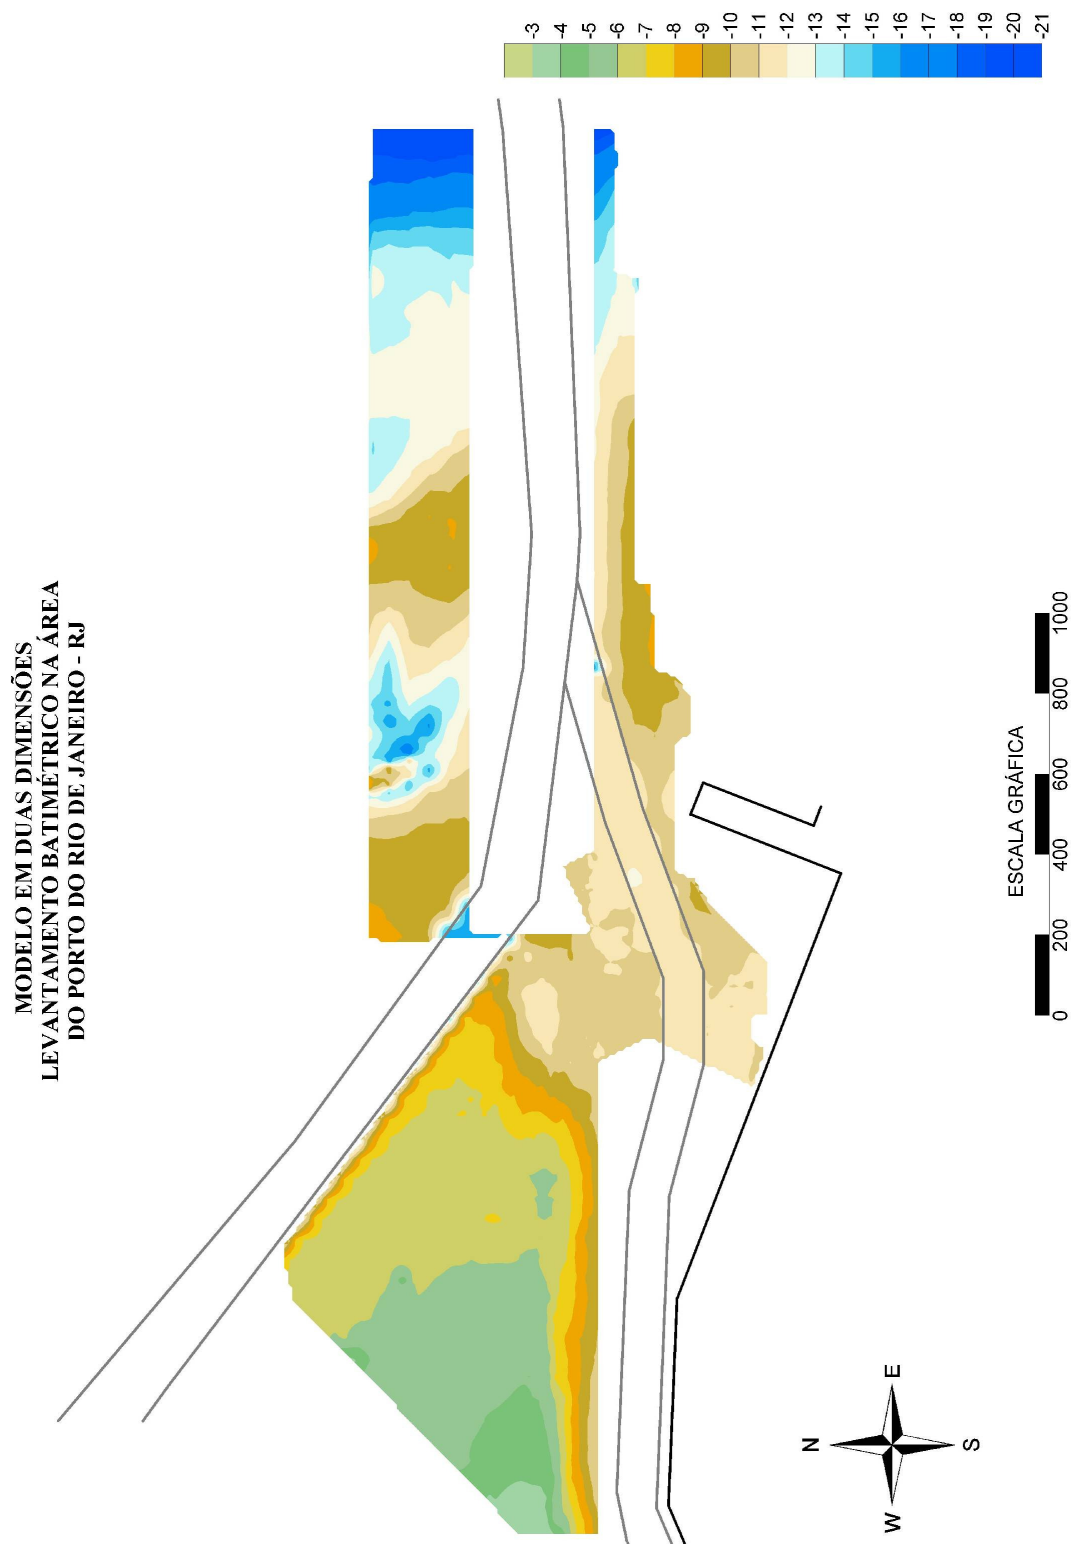 MODELO EM DUAS DIMENSÕES
LEVANTAMENTO BATIMÉTRICO NA ÁREA
DO PORTO DO RIO DE JANEIRO - RJ
-3
-4
-5
-6
-7
-8
-9
-10
-11
-12
-13
-14
-15
-16
-17
-18
-19
-20
-21
ESCALA GRÁFICA
0 200 400 600 800 1000
N
W E
S